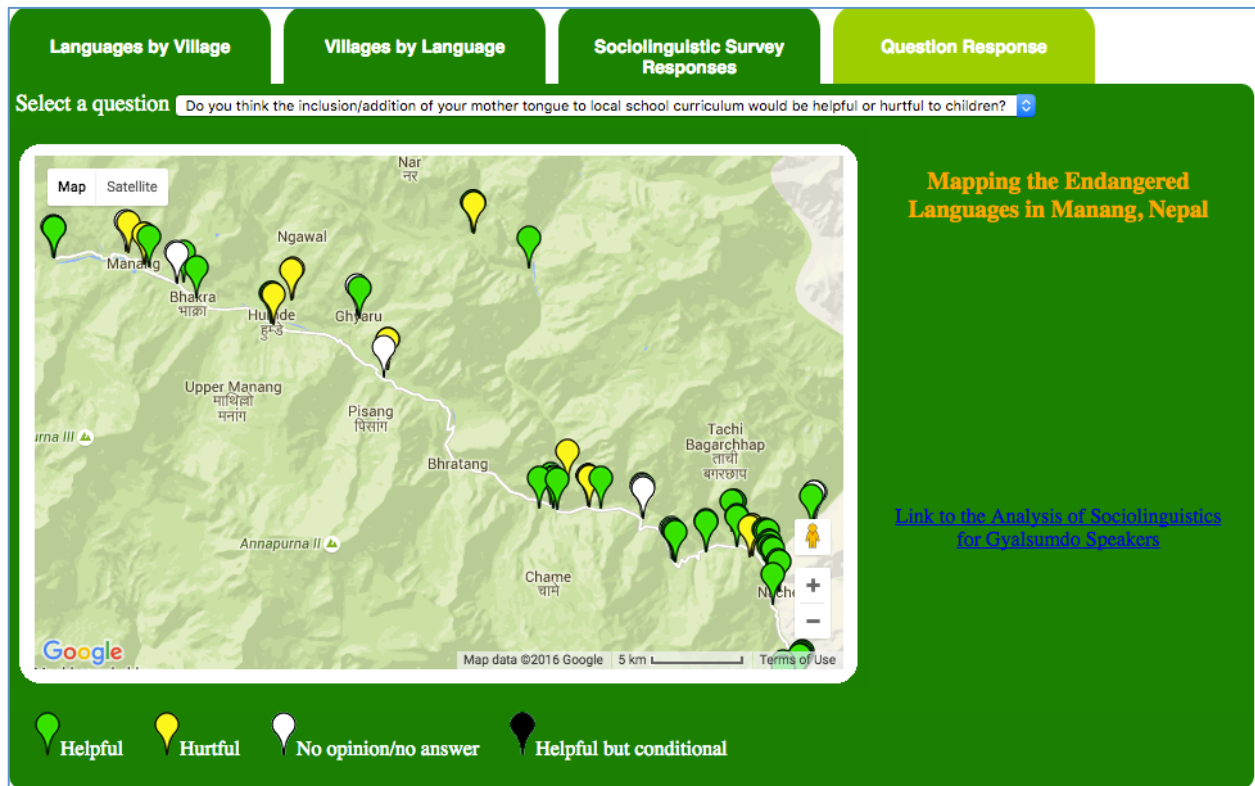 Languages by Village
Villages by Language
Sociolinguistic Survey
Responses
Question Response
Select a question
Do you think the inclusion/addition of your mother tongue to local school curriculum would be helpful or hurtful to children?
Map
Satellite
Nar
नर
Ngawal
Manang
Bhakra
भाक्रा
Humde
हुम्डे
Ghyaru
Upper Manang
माथिल्लो
मनांग
Pisang
पिसांग
urna III
Bhratang
Tachi
Bagarchhap
ताची
बगरछाप
Annapurna II
Chame
चामे
Nache
Google
Map data ©2016 Google
5 km
Terms of Use
Mapping the Endangered
Languages in Manang, Nepal
Link to the Analysis of Sociolinguistics
for Gyalsumdo Speakers
Helpful
Hurtful
No opinion/no answer
Helpful but conditional